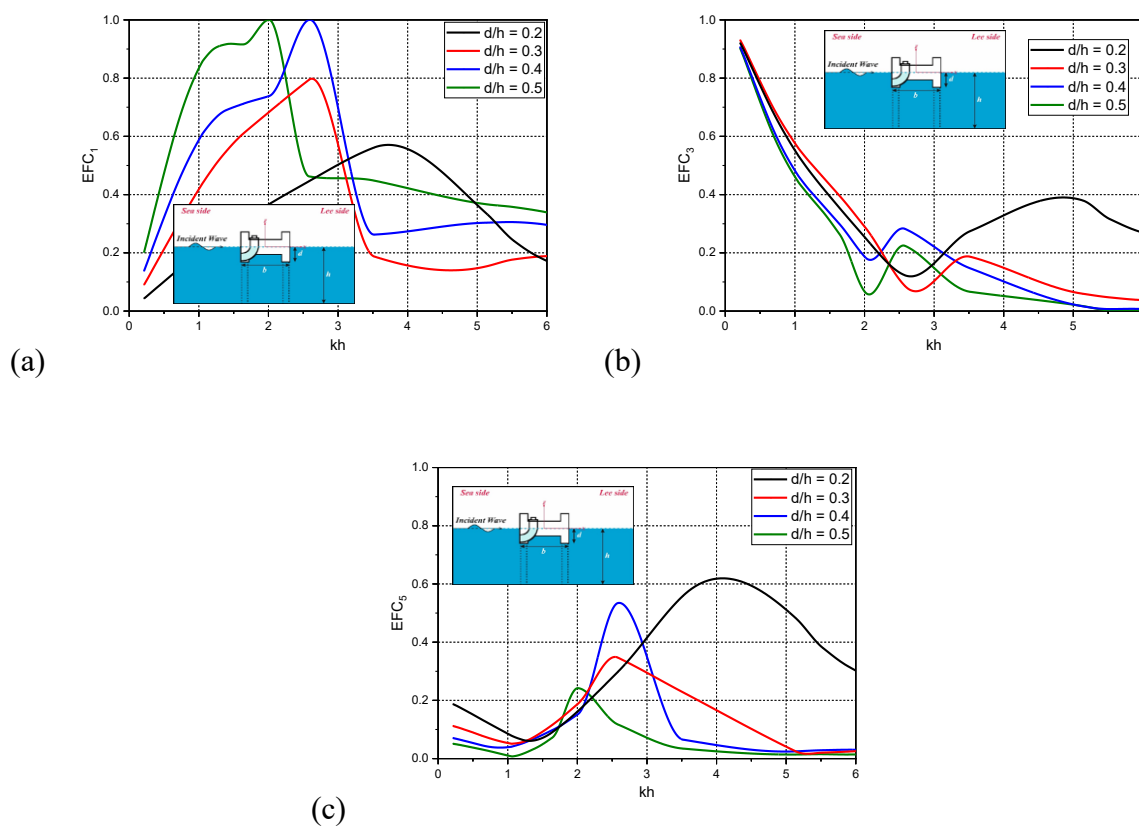 EFC₁
1.0
0.8
0.6
0.4
0.2
0.0
0 1 2 3 4 5 6
kh
d/h = 0.2
d/h = 0.3
d/h = 0.4
d/h = 0.5
Sea side Lee side
Incident Wave
d
b
h
(a)
EFC₃
1.0
0.8
0.6
0.4
0.2
0.0
0 1 2 3 4 5
kh
Sea side Lee side
Incident Wave
d
b
h
d/h = 0.2
d/h = 0.3
d/h = 0.4
d/h = 0.5
(b)
EFC₅
1.0
0.8
0.6
0.4
0.2
0.0
0 1 2 3 4 5 6
kh
Sea side Lee side
Incident Wave
d
b
h
d/h = 0.2
d/h = 0.3
d/h = 0.4
d/h = 0.5
(c)